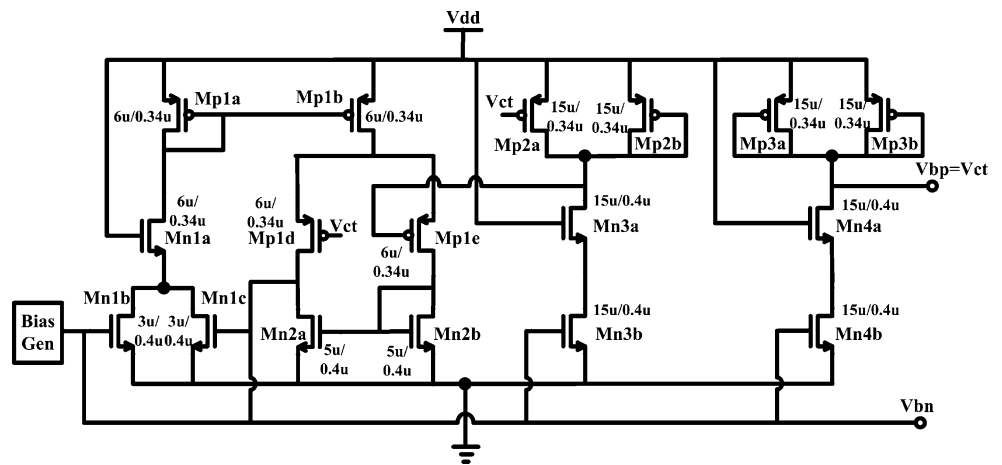 Vdd
Mp1a
6u/0.34u
Mp1b
6u/0.34u
Vct
15u/
0.34u
Mp2a
15u/
0.34u
Mp2b
15u/
0.34u
Mp3a
15u/
0.34u
Mp3b
Vbp=Vct
6u/
0.34u
Mn1a
6u/
0.34u
Mp1d
Vct
Mp1e
6u/
0.34u
15u/0.4u
Mn3a
15u/0.4u
Mn4a
Bias
Gen
Mn1b
3u/
0.4u
Mn1c
3u/
0.4u
Mn2a
5u/
0.4u
Mn2b
5u/
0.4u
15u/0.4u
Mn3b
15u/0.4u
Mn4b
Vbn